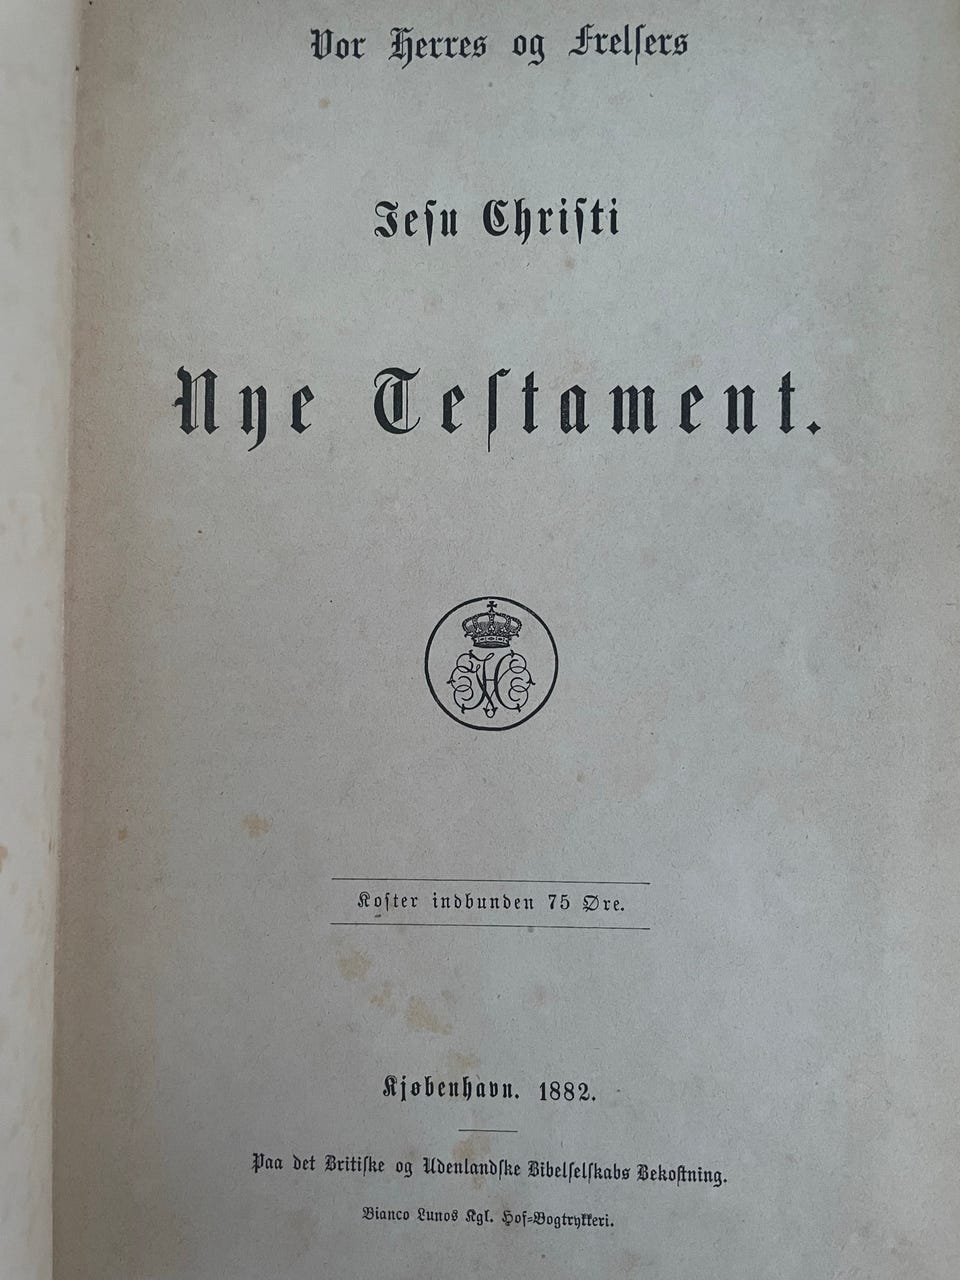 Vor Herres og Frelsers
Jesu Christi
Nye Testament.
Koster indbunden 75 Øre.
Kjøbenhavn. 1882.
Paa det Britiske og Udenlandske Bibelselskabs Bekostning.
Bianco Lunos Kgl. Hof-Bogtrykkeri.